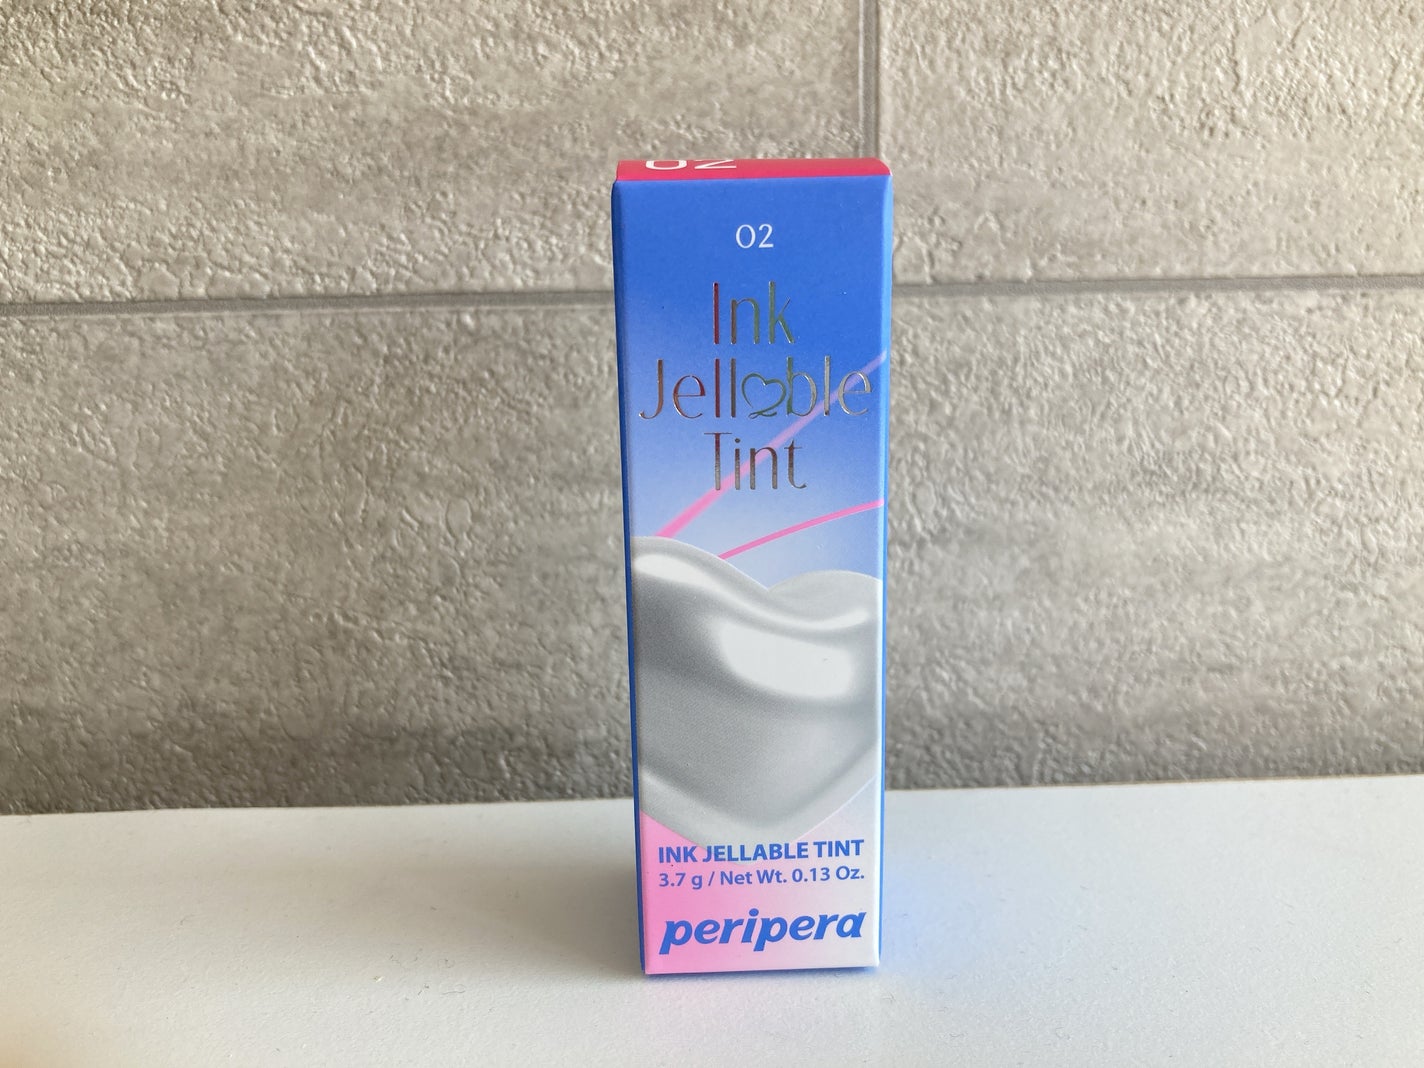 02
02
Ink
Jellable
Tint
INK JELLABLE TINT
3.7 g / Net Wt. 0.13 Oz.
peripera